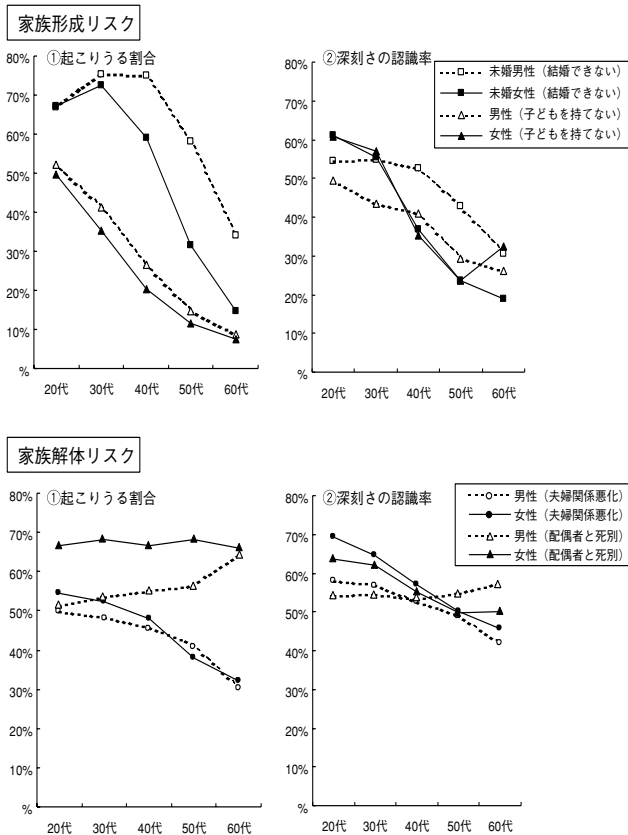 家族形成リスク
①起こりうる割合
80%
70%
60%
50%
40%
30%
20%
10%
%
20代 30代 40代 50代 60代
②深刻さの認識率
80%
70%
60%
50%
40%
30%
20%
10%
%
20代 30代 40代 50代 60代
未婚男性（結婚できない）
未婚女性（結婚できない）
男性（子どもを持てない）
女性（子どもを持てない）
家族解体リスク
①起こりうる割合
80%
70%
60%
50%
40%
30%
20%
10%
%
20代 30代 40代 50代 60代
②深刻さの認識率
80%
70%
60%
50%
40%
30%
20%
10%
%
20代 30代 40代 50代 60代
男性（夫婦関係悪化）
女性（夫婦関係悪化）
男性（配偶者と死別）
女性（配偶者と死別）